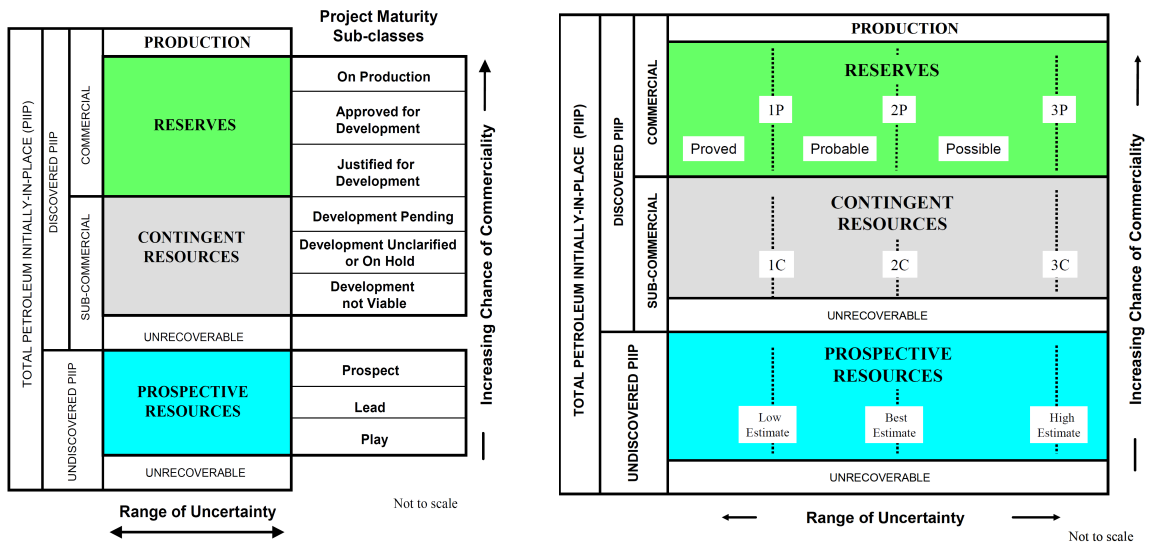 Project Maturity
Sub-classes
TOTAL PETROLEUM INITIALLY-IN-PLACE (PIIP)
DISCOVERED PIIP
COMMERCIAL
PRODUCTION
RESERVES
On Production
Approved for
Development
Justified for
Development
SUB-COMMERCIAL
CONTINGENT
RESOURCES
Development Pending
Development Unclarified
or On Hold
Development
not Viable
UNRECOVERABLE
UNDISCOVERED PIIP
PROSPECTIVE
RESOURCES
Prospect
Lead
Play
UNRECOVERABLE
Increasing Chance of Commerciality
Range of Uncertainty
Not to scale
TOTAL PETROLEUM INITIALLY-IN-PLACE (PIIP)
DISCOVERED PIIP
COMMERCIAL
PRODUCTION
RESERVES
1P
2P
3P
Proved
Probable
Possible
SUB-COMMERCIAL
CONTINGENT
RESOURCES
1C
2C
3C
UNRECOVERABLE
UNDISCOVERED PIIP
PROSPECTIVE
RESOURCES
Low
Estimate
Best
Estimate
High
Estimate
UNRECOVERABLE
Increasing Chance of Commerciality
Range of Uncertainty
Not to scale